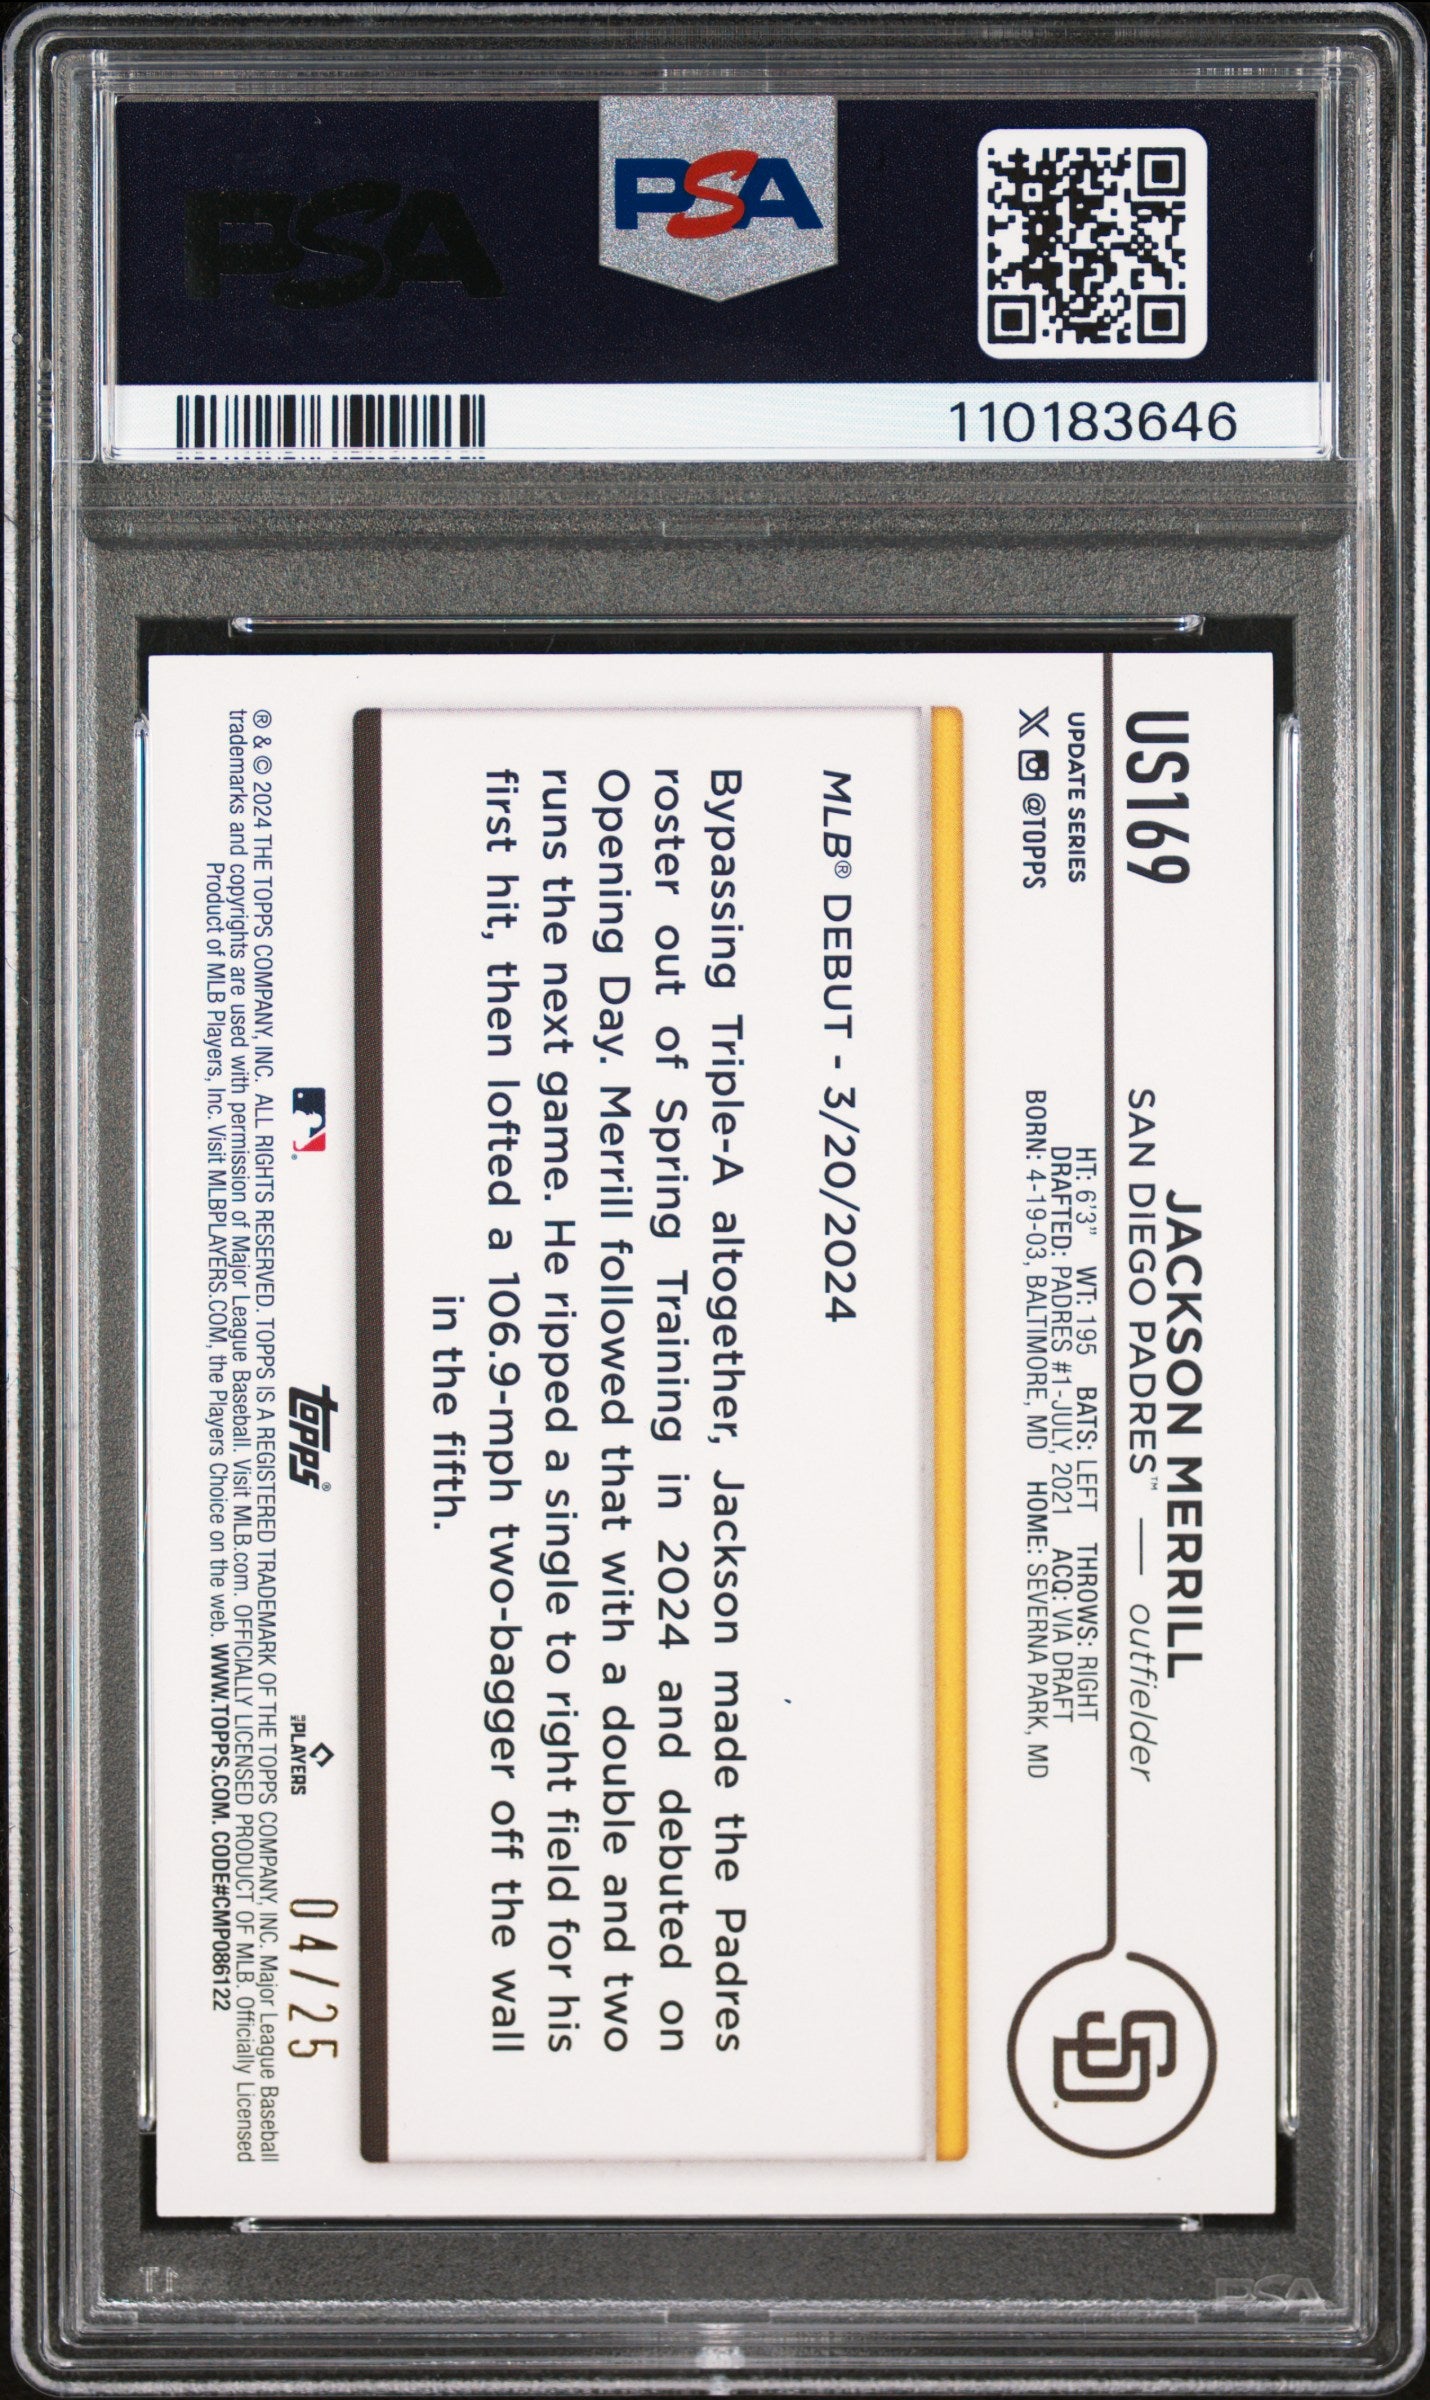 PSA
PSA
110183646
US169
JACKSON MERRILL
SAN DIEGO PADRES™ — outfielder
UPDATE SERIES
@TOPPS
HT: 6'3" WT: 195 BATS: LEFT THROWS: RIGHT
DRAFTED: PADRES #1-JULY, 2021 ACQ: VIA DRAFT
BORN: 4-19-03, BALTIMORE, MD HOME: SEVERNA PARK, MD
SD
MLB® DEBUT - 3/20/2024
Bypassing Triple-A altogether, Jackson made the Padres
roster out of Spring Training in 2024 and debuted on
Opening Day. Merrill followed that with a double and two
runs the next game. He ripped a single to right field for his
first hit, then lofted a 106.9-mph two-bagger off the wall
in the fifth.
topps®
MLB PLAYERS
04/25
® & © 2024 THE TOPPS COMPANY, INC. ALL RIGHTS RESERVED. TOPPS IS A REGISTERED TRADEMARK OF THE TOPPS COMPANY, INC. Major League Baseball
trademarks and copyrights are used with permission of Major League Baseball. Visit MLB.com. OFFICIALLY LICENSED PRODUCT OF MLB. Officially Licensed
Product of MLB Players, Inc. Visit MLBPLAYERS.COM, the Players Choice on the web. WWW.TOPPS.COM. CODE#CMP086122
PSA